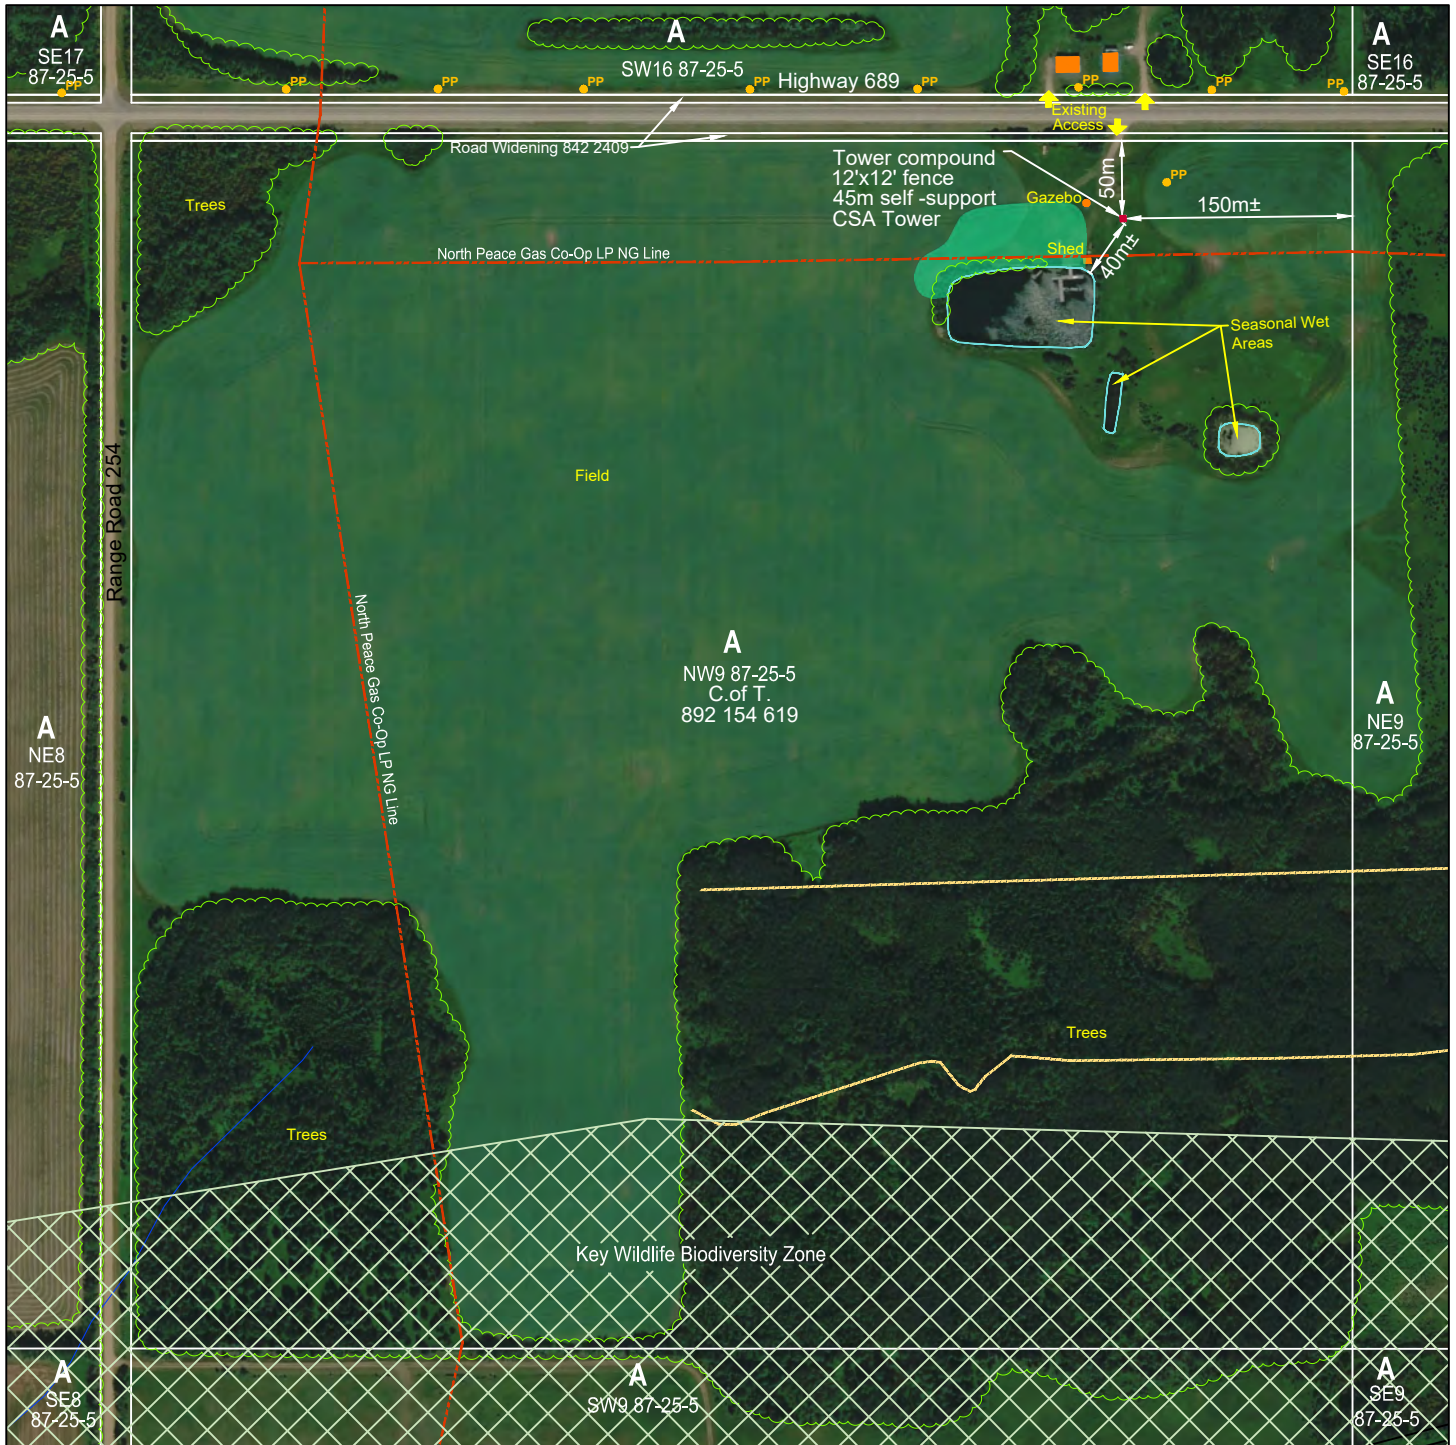 A
SE17
87-25-5
PP
PP
PP
PP
PP
PP
PP
PP
PP
A
SW16 87-25-5
Highway 689
A
SE16
87-25-5
Existing
Access
Road Widening 842 2409
Tower compound
12'x12' fence
45m self -support
CSA Tower
50m
PP
150m±
Gazebo
Shed
40m±
Trees
North Peace Gas Co-Op LP NG Line
Seasonal Wet
Areas
Range Road 254
Field
North Peace Gas Co-Op LP NG Line
A
NW9 87-25-5
C.of T.
892 154 619
A
NE8
87-25-5
A
NE9
87-25-5
Trees
Trees
Key Wildlife Biodiversity Zone
A
SE8
87-25-5
A
SW9 87-25-5
A
SE9
87-25-5